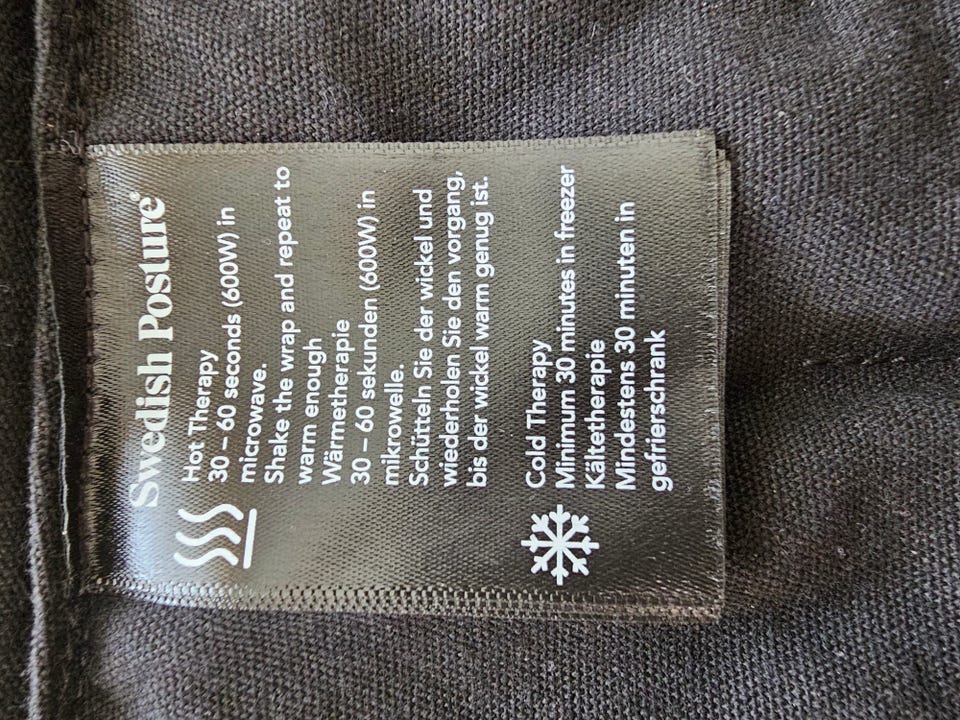 Swedish Posture®
Hot Therapy
30 – 60 seconds (600W) in
microwave.
Shake the wrap and repeat to
warm enough
Wärmetherapie
30 – 60 sekunden (600W) in
mikrowelle.
Schütteln Sie der wickel und
wiederholen Sie den vorgang,
bis der wickel warm genug ist.
Cold Therapy
Minimum 30 minutes in freezer
Kältetherapie
Mindestens 30 minuten in
gefrierschrank